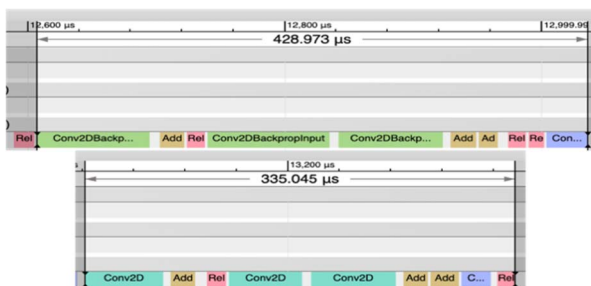 12,600 µs 12,800 µs 12,999.99
428.973 µs
)
)
Rel Conv2DBackp... Add Rel Conv2DBackpropInput Conv2DBackp... Add Ad Rel Re Con...
13,200 µs
335.045 µs
Conv2D Add Rel Conv2D Conv2D Add Add C... Rel